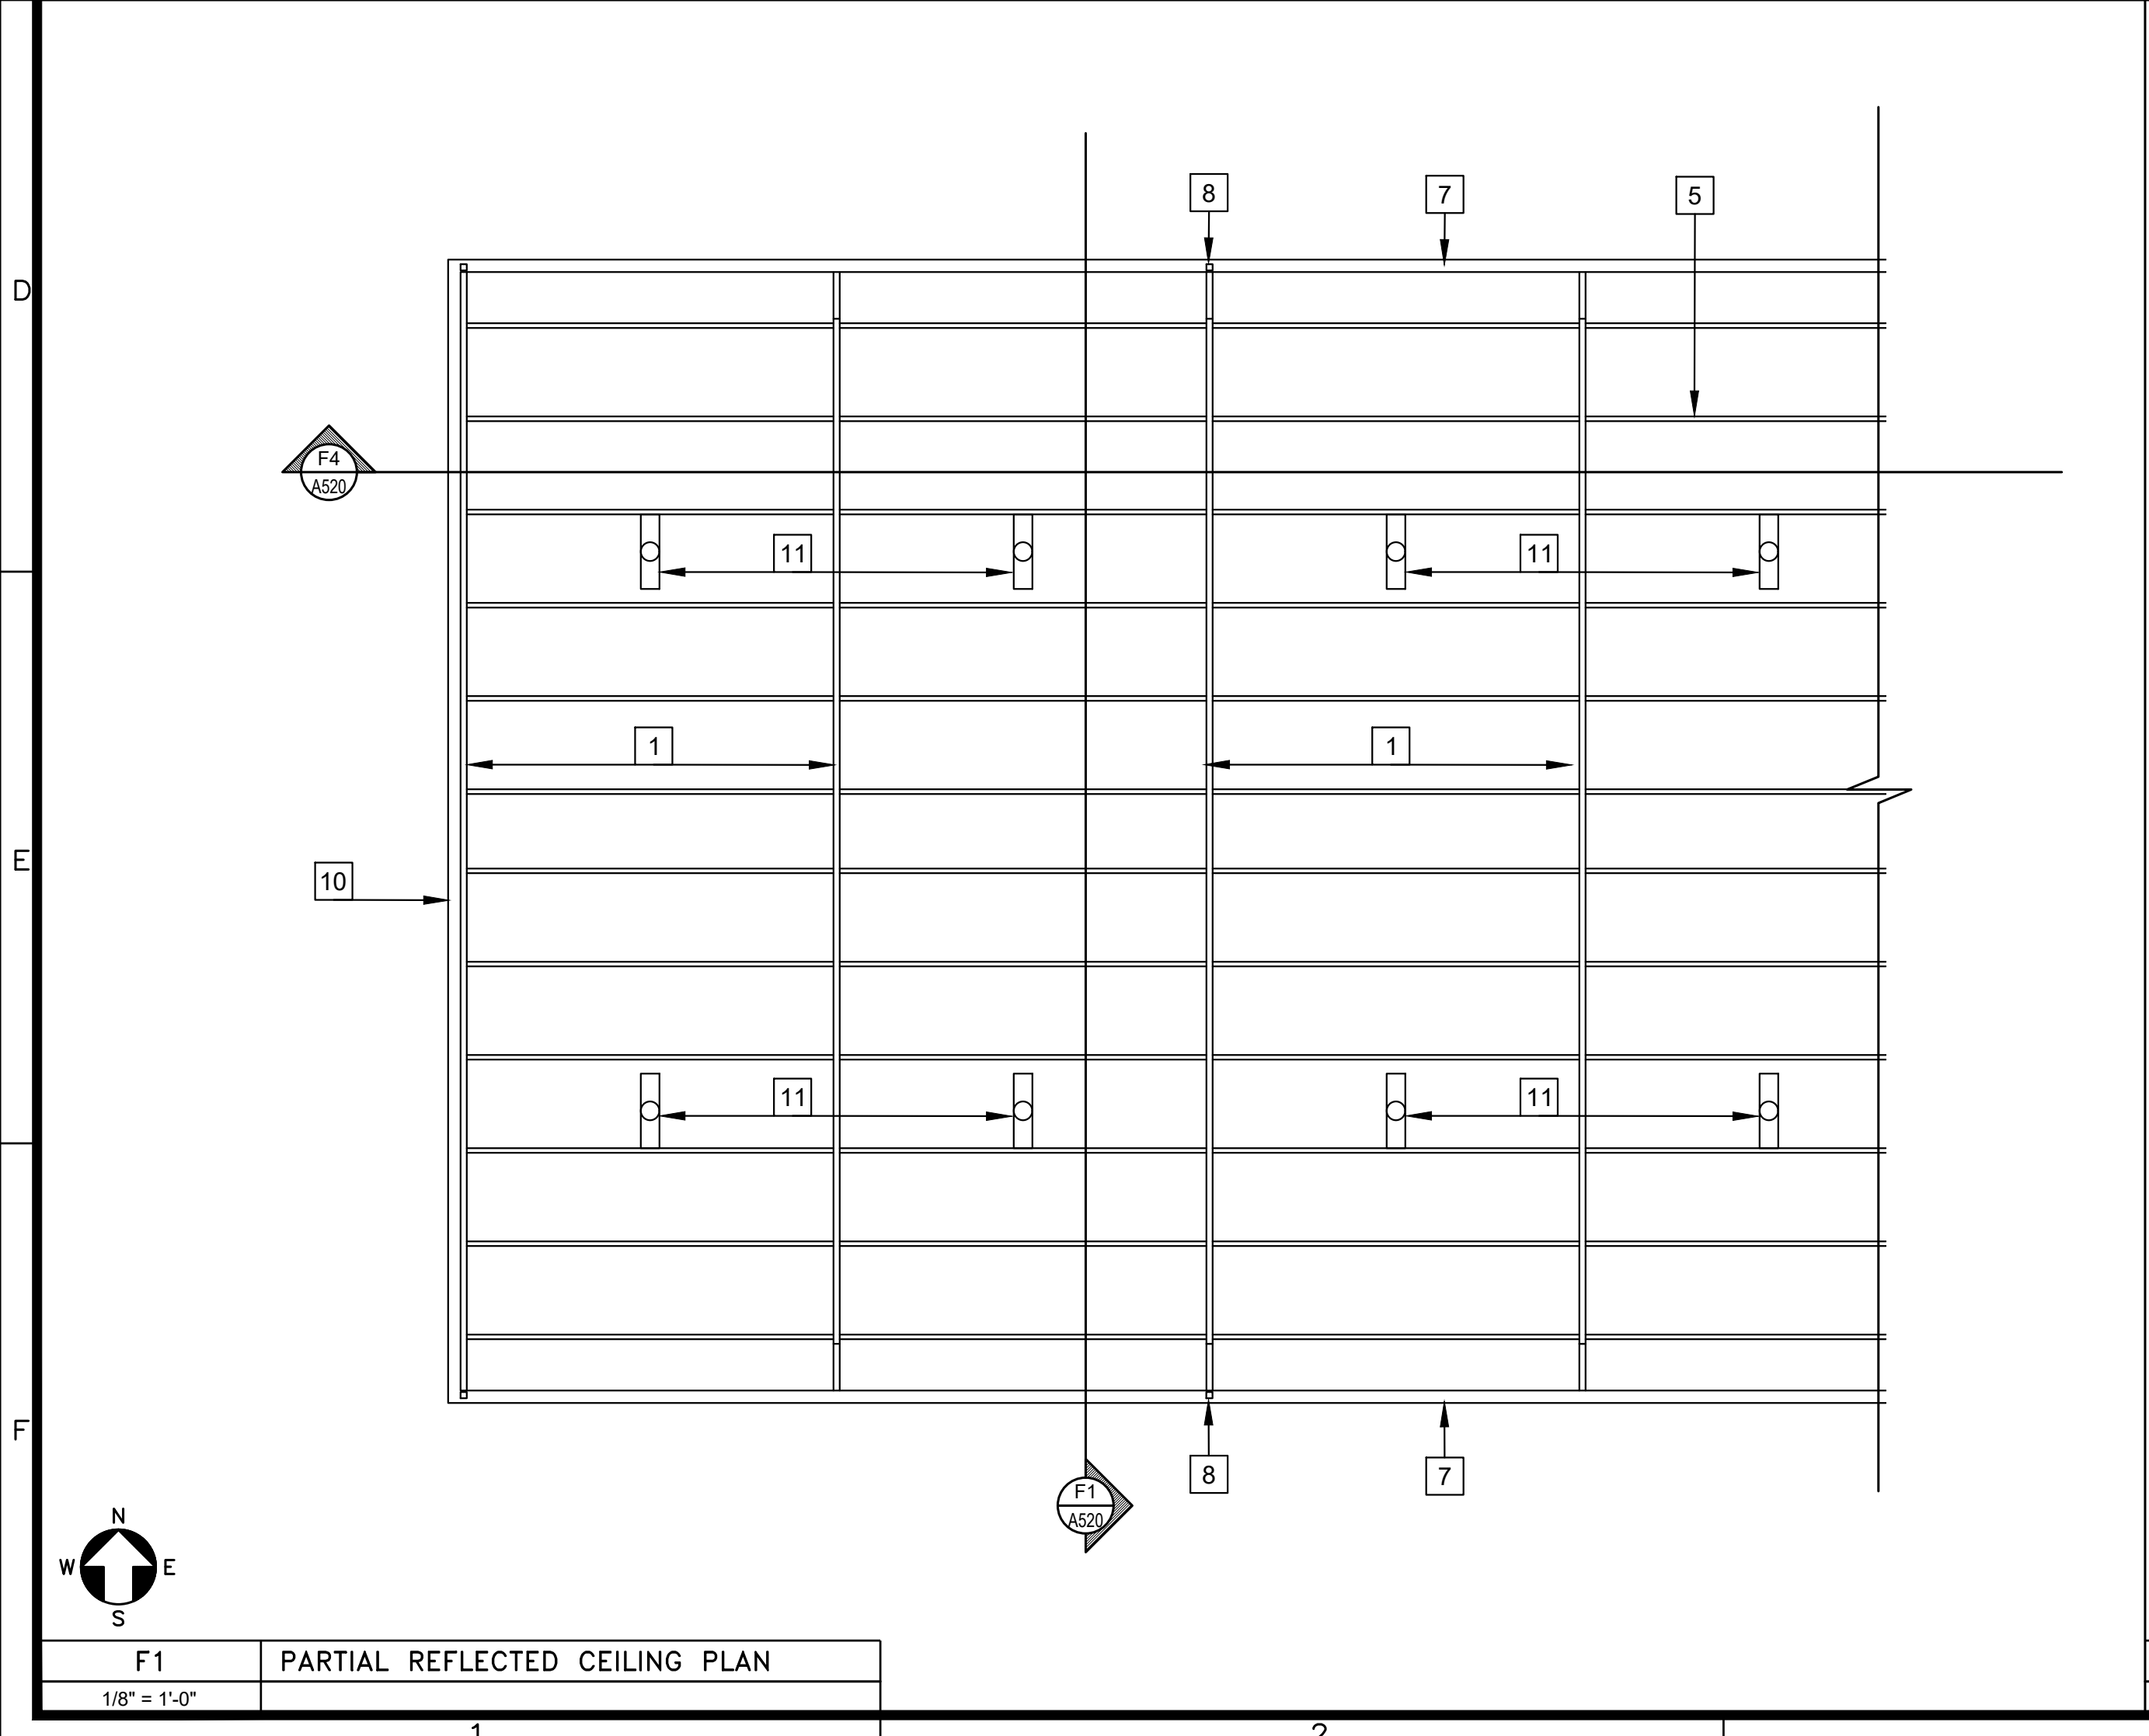 8
7
5
D
F4
A520
11
11
1
1
E
10
11
11
F
8
7
F1
A520
N
W
E
S
F1
PARTIAL REFLECTED CEILING PLAN
1/8" = 1'-0"
1
2